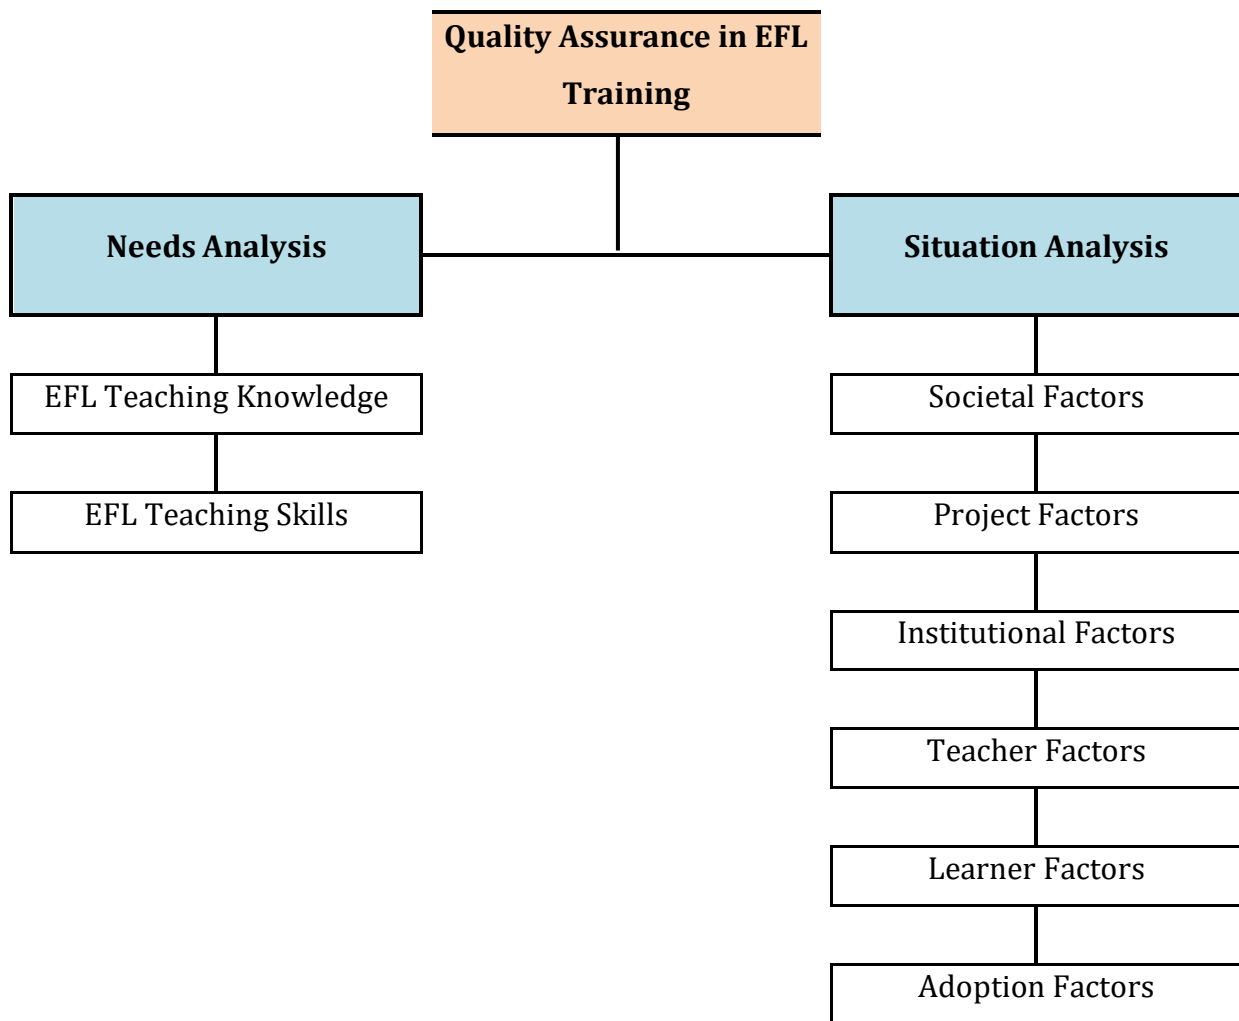 Quality Assurance in EFL
Training
Needs Analysis
EFL Teaching Knowledge
EFL Teaching Skills
Situation Analysis
Societal Factors
Project Factors
Institutional Factors
Teacher Factors
Learner Factors
Adoption Factors